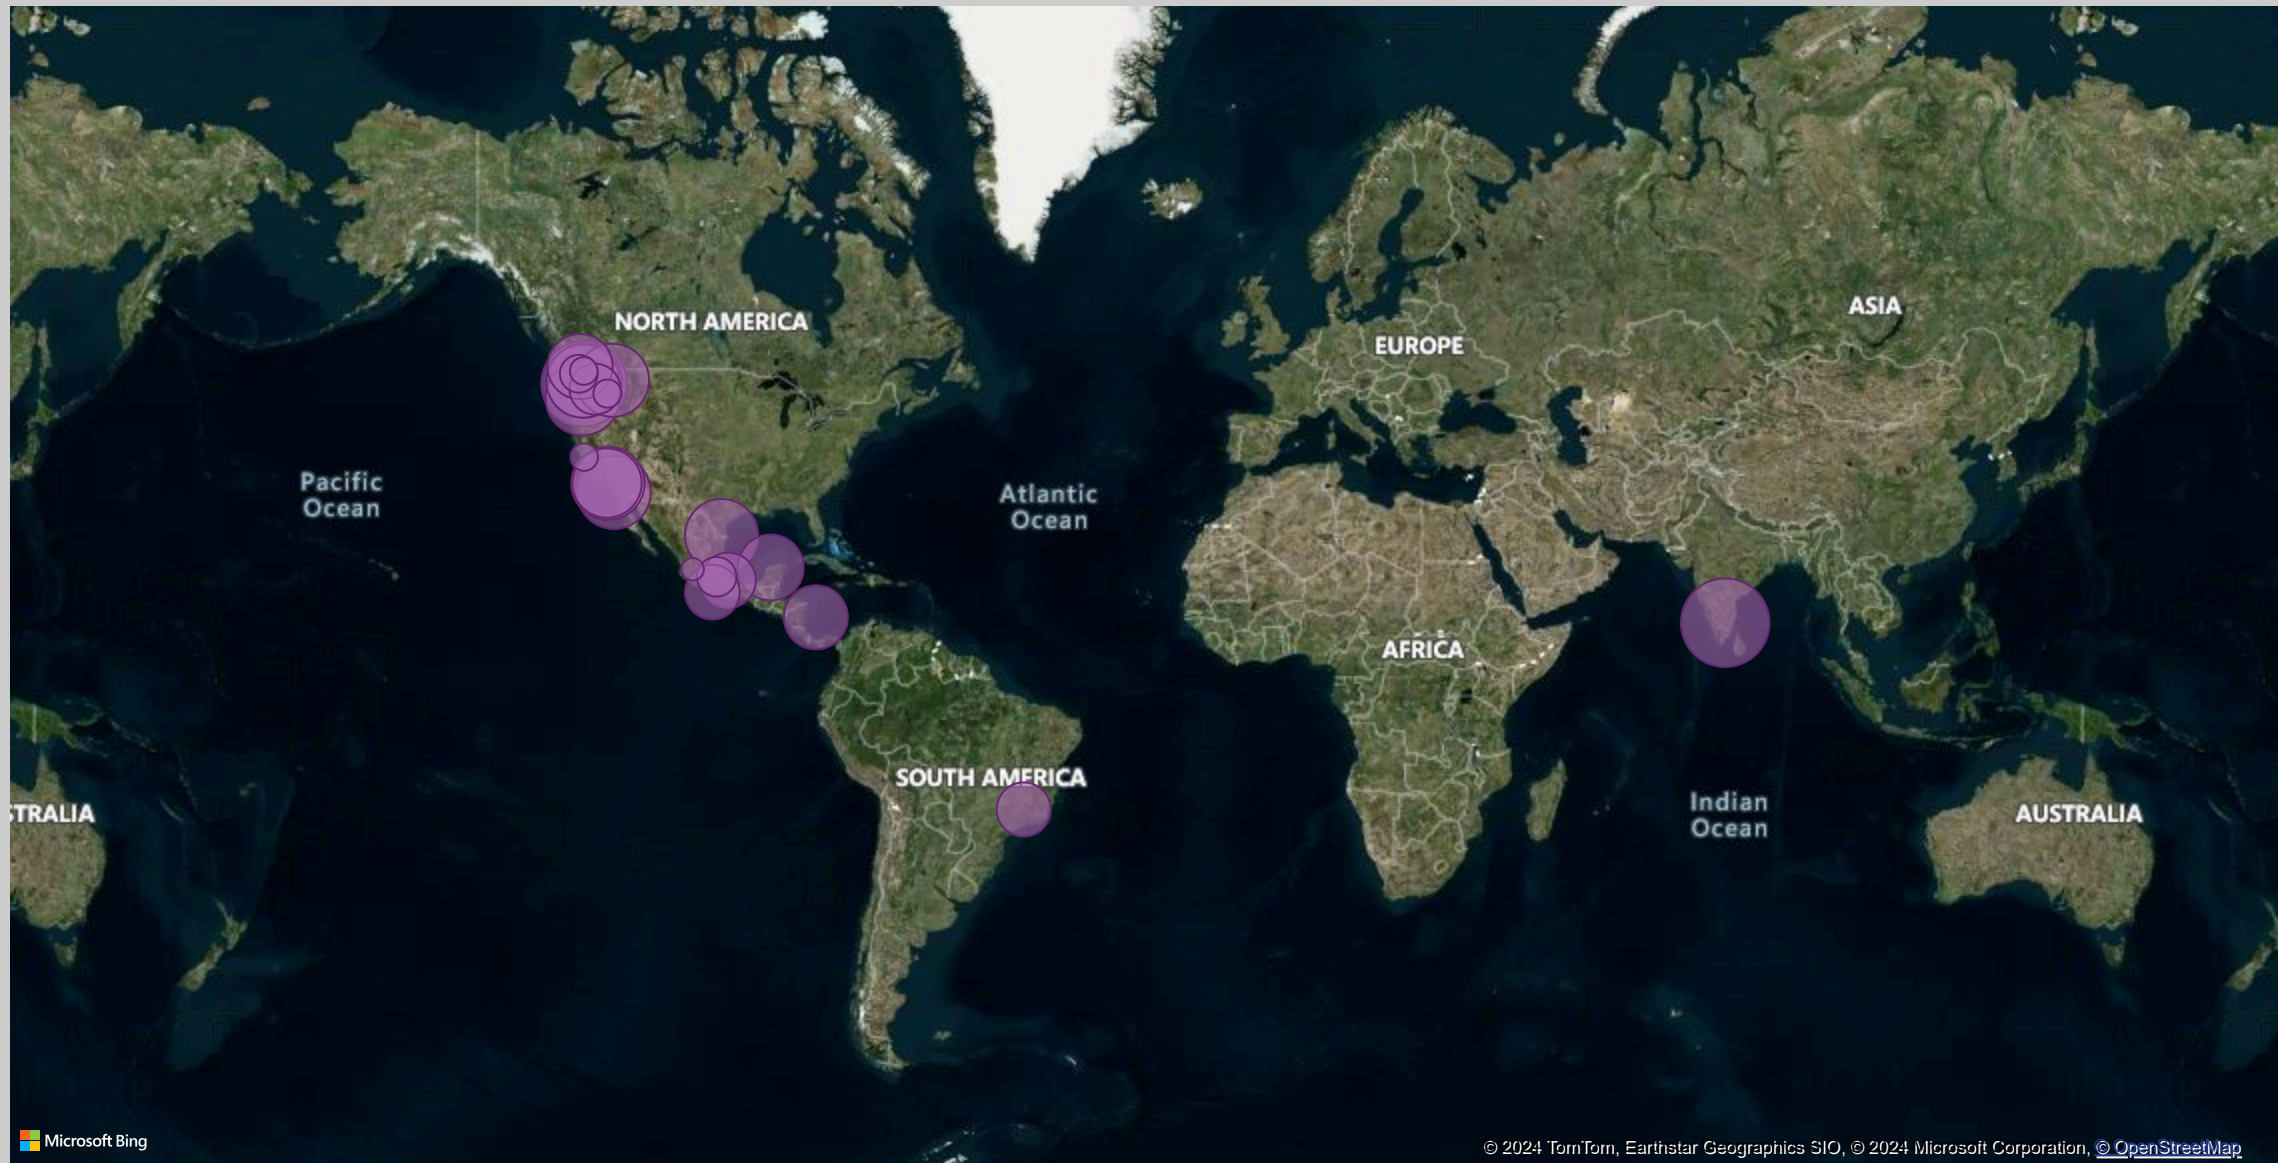 NORTH AMERICA
ASIA
EUROPE
Pacific
Ocean
Atlantic
Ocean
AFRICA
SOUTH AMERICA
Indian
Ocean
STRALIA
AUSTRALIA
Microsoft Bing
© 2024 TomTom, Earthstar Geographics SIO, © 2024 Microsoft Corporation, © OpenStreetMap